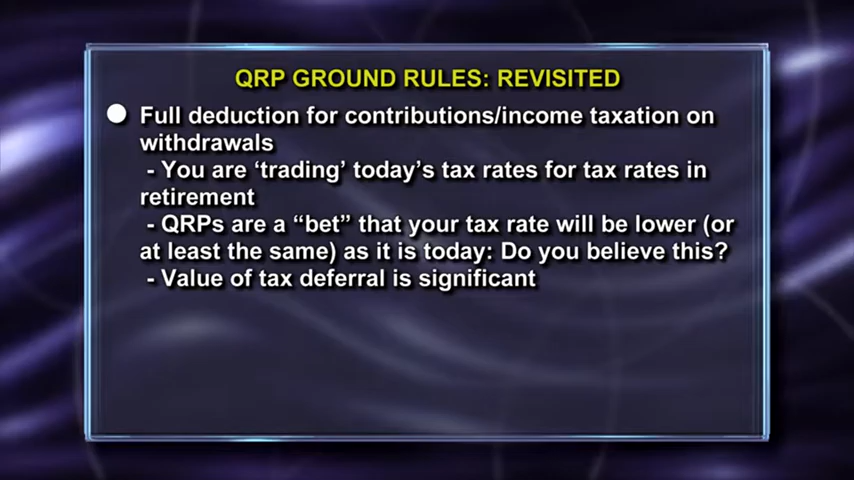 QRP GROUND RULES: REVISITED
● Full deduction for contributions/income taxation on
withdrawals
- You are ‘trading’ today’s tax rates for tax rates in
retirement
- QRPs are a “bet” that your tax rate will be lower (or
at least the same) as it is today: Do you believe this?
- Value of tax deferral is significant